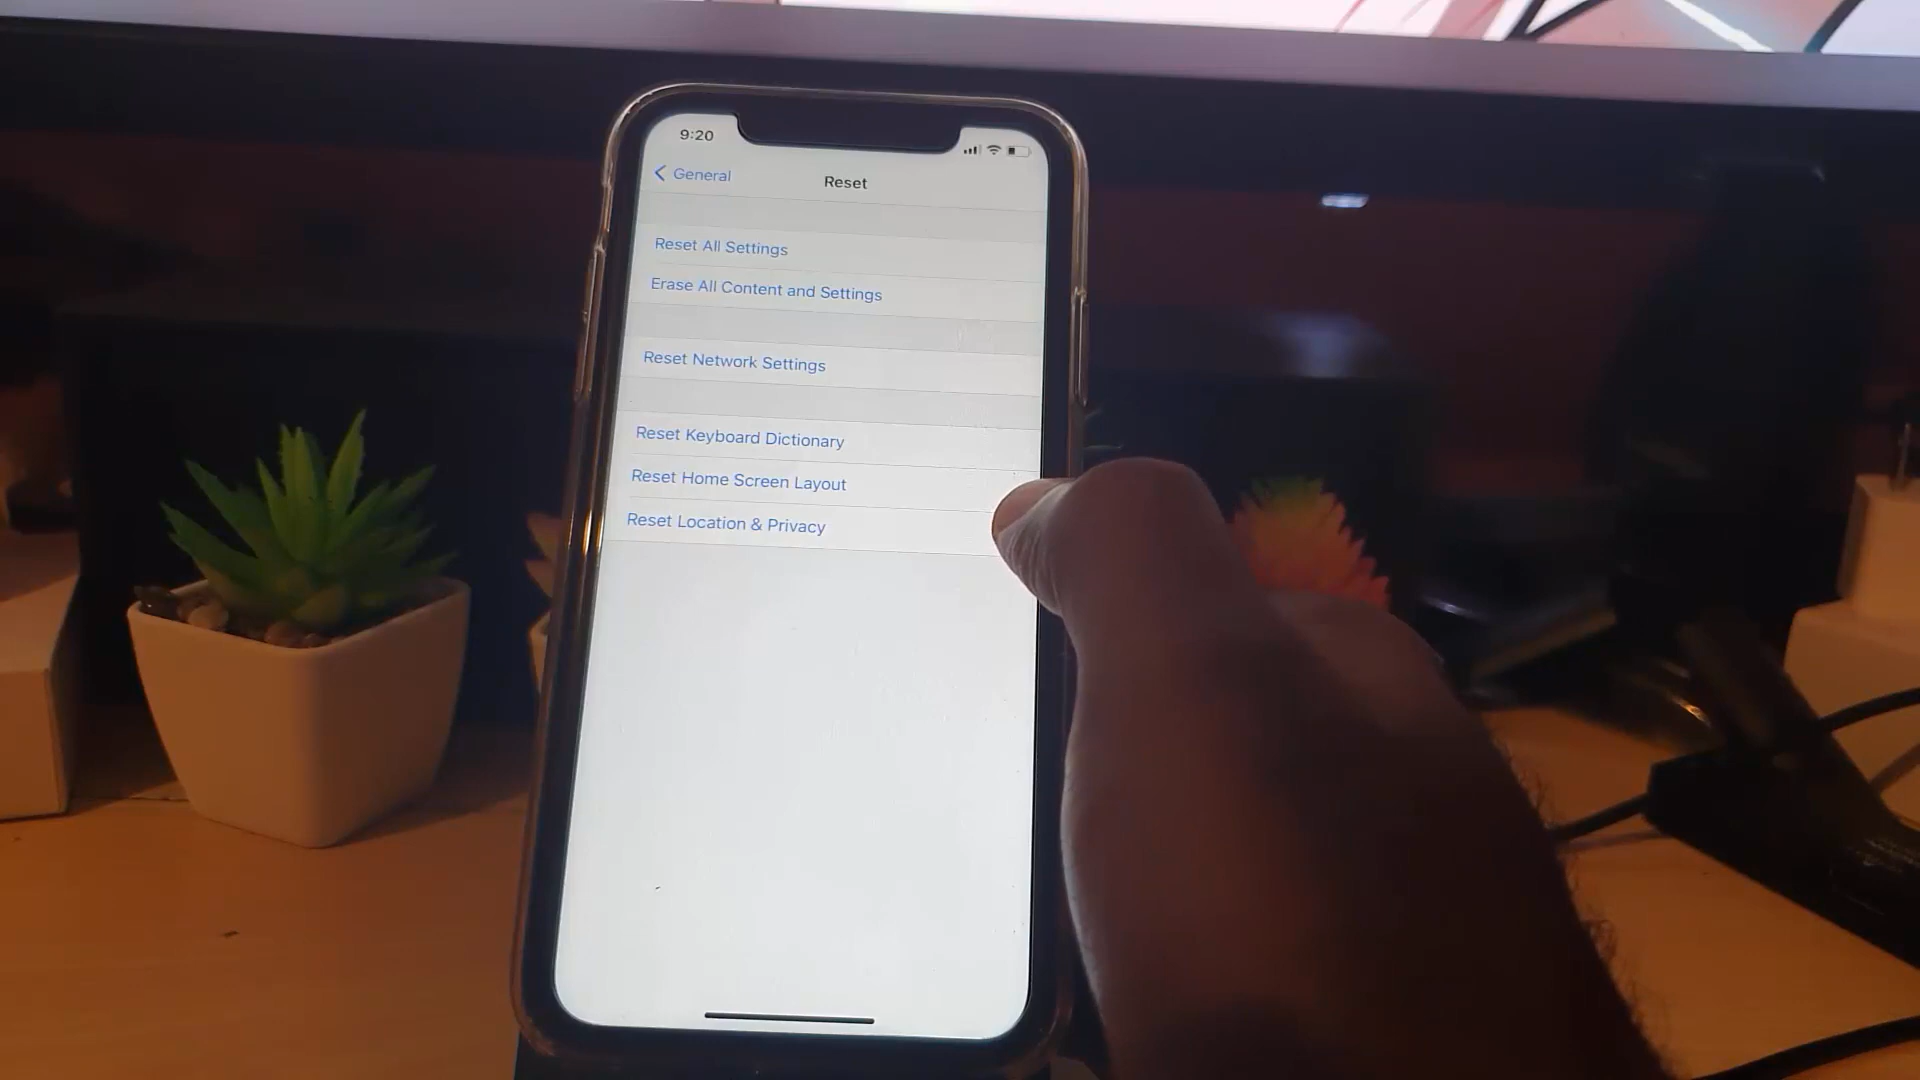 9:20
General
Reset
Reset All Settings
Erase All Content and Settings
Reset Network Settings
Reset Keyboard Dictionary
Reset Home Screen Layout
Reset Location & Privacy